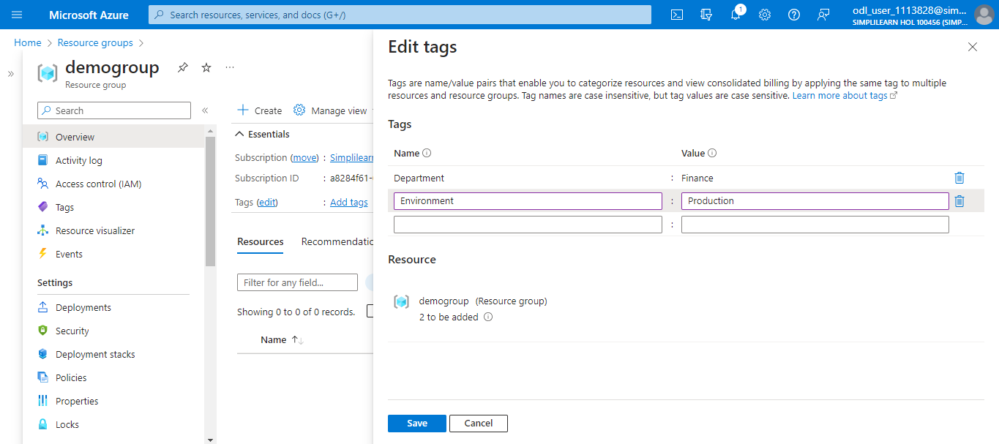 Microsoft Azure
Search resources, services, and docs (G+/)
1
odl_user_1113828@sim...
SIMPLILEARN HOL 100456 (SIMP...
Home > Resource groups >
demogroup
Resource group
Search
Overview
Activity log
Access control (IAM)
Tags
Resource visualizer
Events
Settings
Deployments
Security
Deployment stacks
Policies
Properties
Locks
Create
Manage view
Essentials
Subscription (move) : Simplilearn
Subscription ID : a8284f61-
Tags (edit) : Add tags
Resources
Recommendatio
Filter for any field...
Showing 0 to 0 of 0 records.
Name ↑↓
Edit tags
Tags are name/value pairs that enable you to categorize resources and view consolidated billing by applying the same tag to multiple
resources and resource groups. Tag names are case insensitive, but tag values are case sensitive. Learn more about tags
Tags
Name
Value
Department : Finance
Environment : Production
:
Resource
demogroup (Resource group)
2 to be added
Save
Cancel